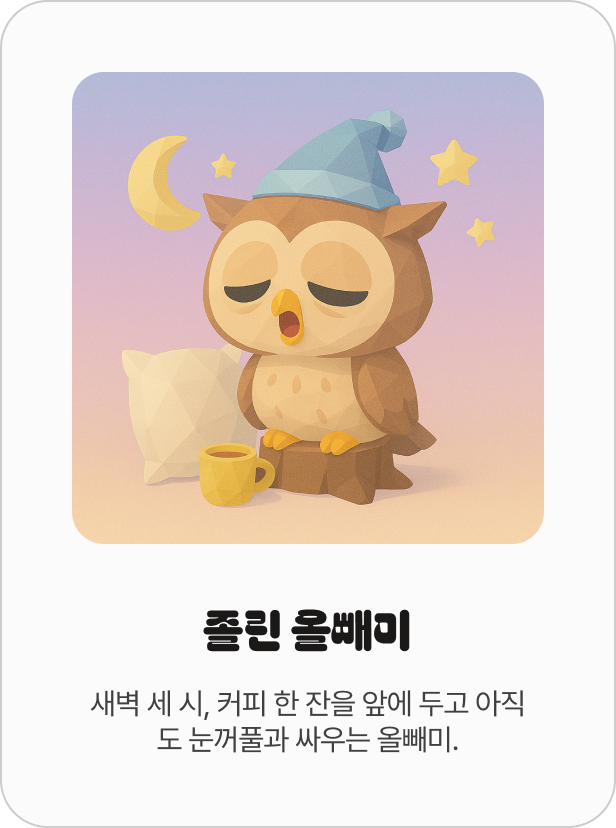 졸린 올빼미
새벽 세 시, 커피 한 잔을 앞에 두고 아직
도 눈꺼풀과 싸우는 올빼미.